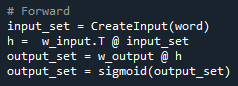 # Forward
input_set = CreateInput(word)
h =  w_input.T @ input_set
output_set = w_output @ h
output_set = sigmoid(output_set)